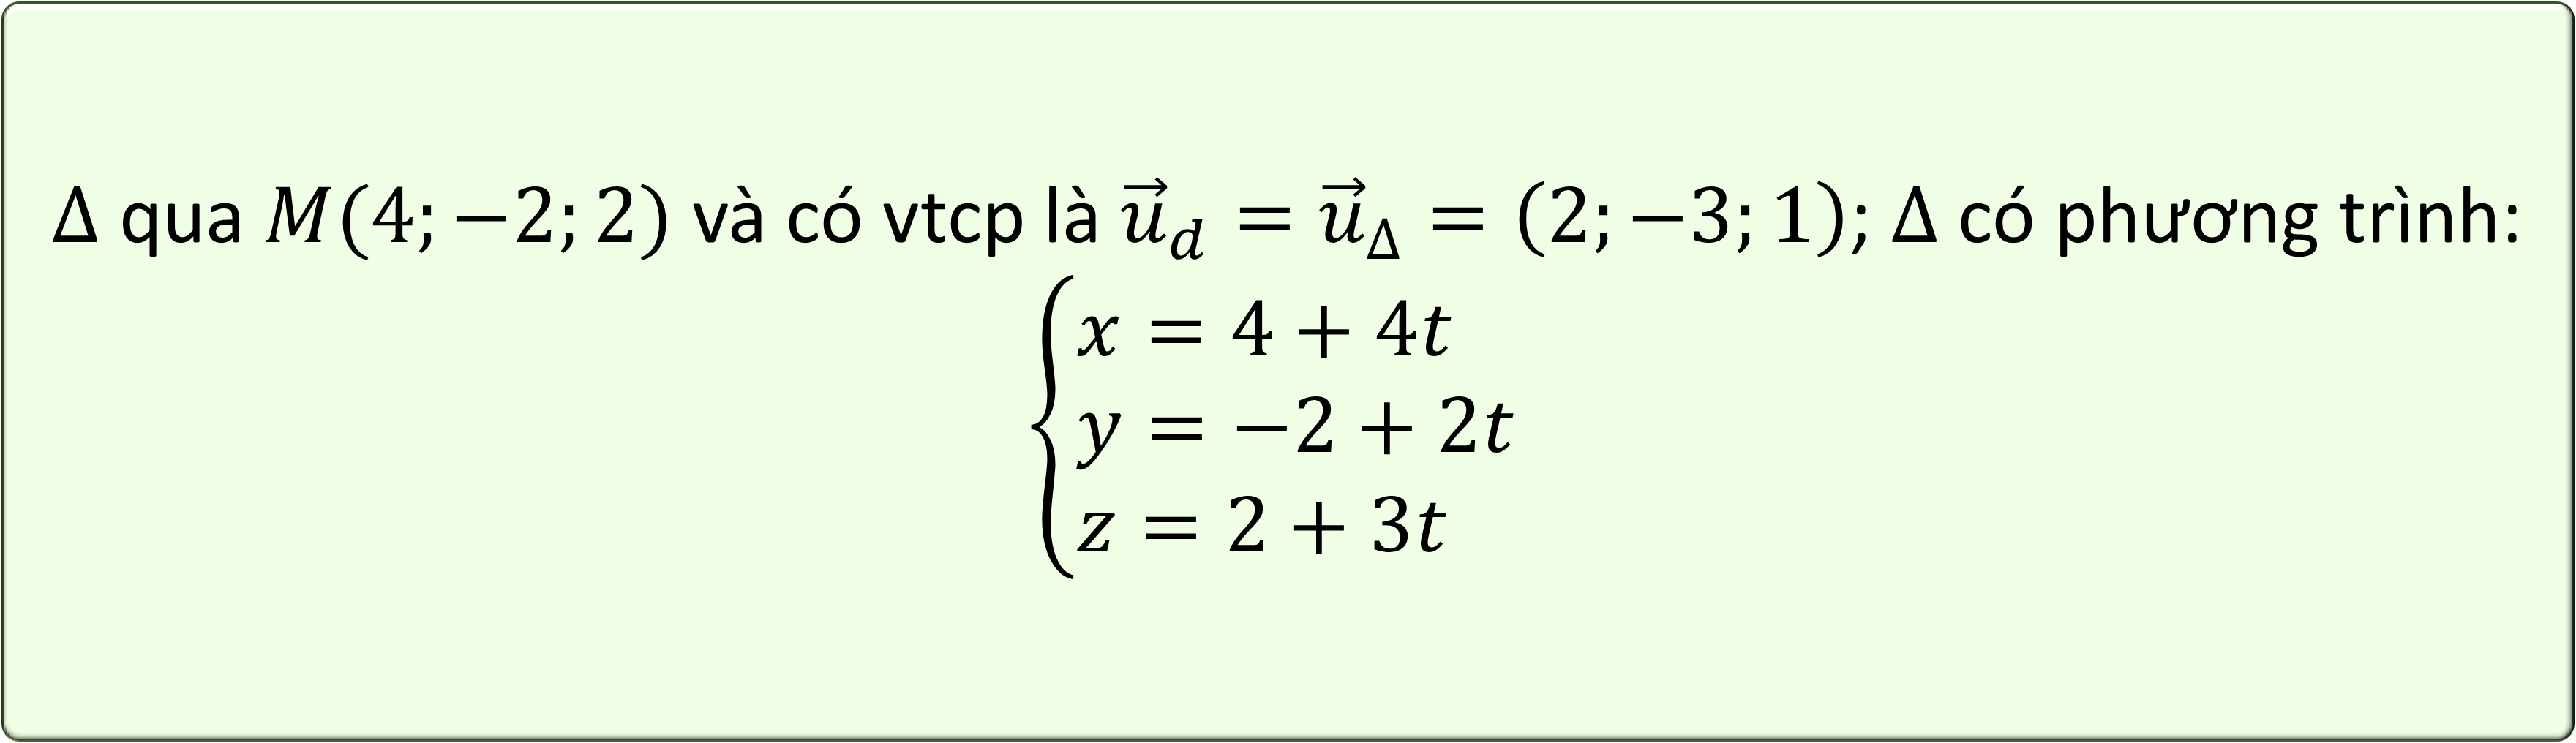 Δ qua M(4; −2; 2) và có vtcp là u⃗_d = u⃗_Δ = (2; −3; 1); Δ có phương trình:
{x = 4 + 4t
y = −2 + 2t
z = 2 + 3t